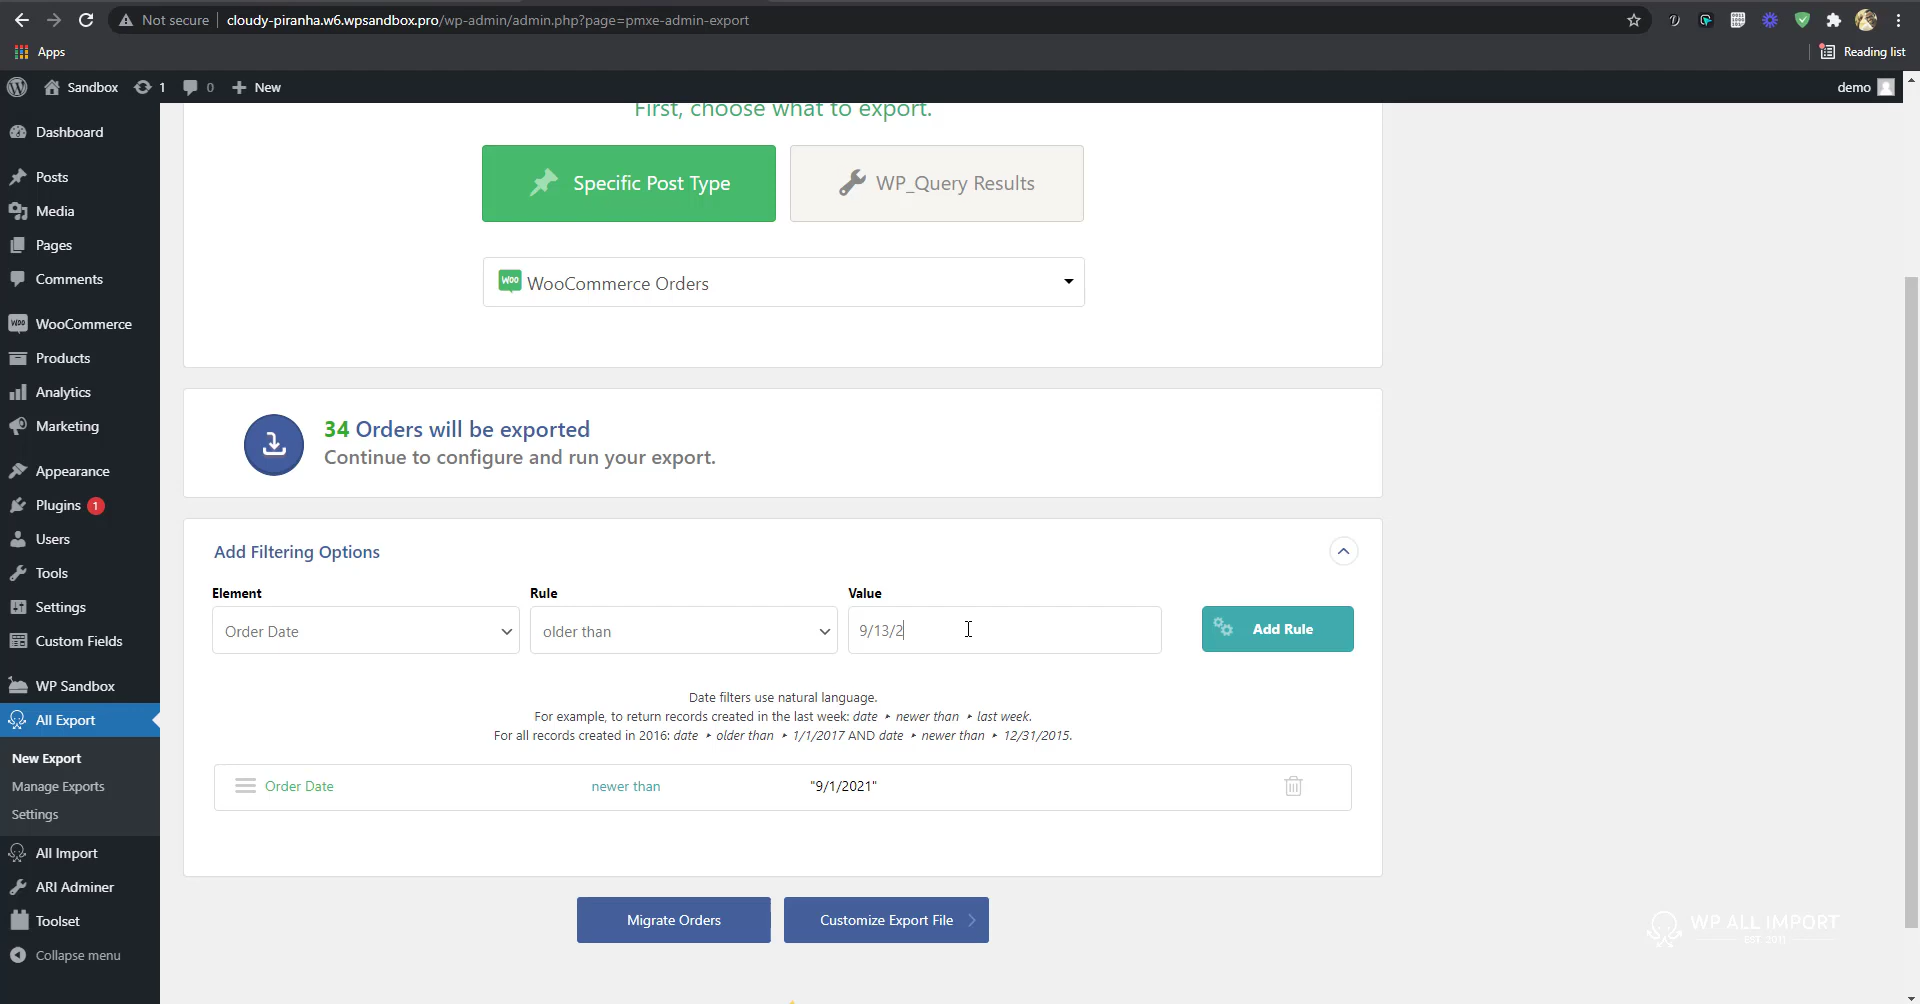 Not secure
cloudy-piranha.w6.wpsandbox.pro/wp-admin/admin.php?page=pmxe-admin-export
Apps
Reading list
Sandbox
1
0
New
demo
Dashboard
Posts
Media
Pages
Comments
WooCommerce
Products
Analytics
Marketing
Appearance
Plugins 1
Users
Tools
Settings
Custom Fields
WP Sandbox
All Export
New Export
Manage Exports
Settings
All Import
ARI Adminer
Toolset
Collapse menu
First, choose what to export.
Specific Post Type
WP_Query Results
Woo WooCommerce Orders
34 Orders will be exported
Continue to configure and run your export.
Add Filtering Options
Element
Rule
Value
Order Date
older than
9/13/2
Add Rule
Date filters use natural language.
For example, to return records created in the last week: date ▸ newer than ▸ last week.
For all records created in 2016: date ▸ older than ▸ 1/1/2017 AND date ▸ newer than ▸ 12/31/2015.
Order Date
newer than
"9/1/2021"
Migrate Orders
Customize Export File
WP ALL IMPORT
EST. 2011